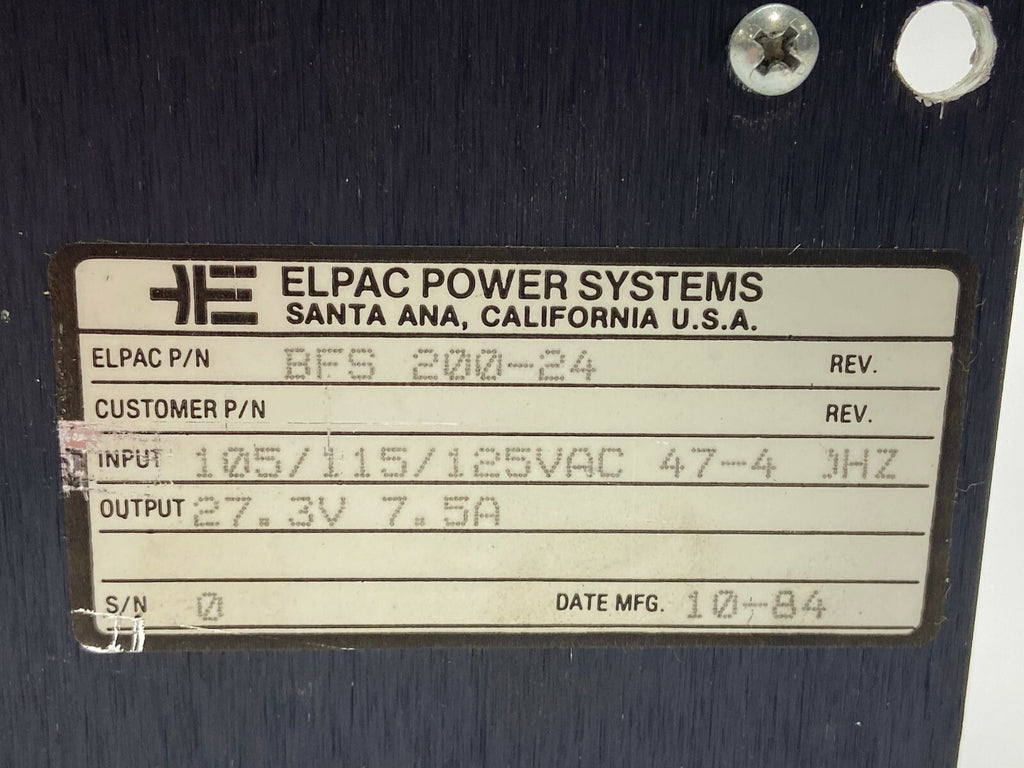 ELPAC POWER SYSTEMS
SANTA ANA, CALIFORNIA U.S.A.
ELPAC P/N BFS 200-24 REV.
CUSTOMER P/N REV.
INPUT 105/115/125VAC
OUTPUT 27.3V 7.5A
S/N 0 DATE MFG. 10-84